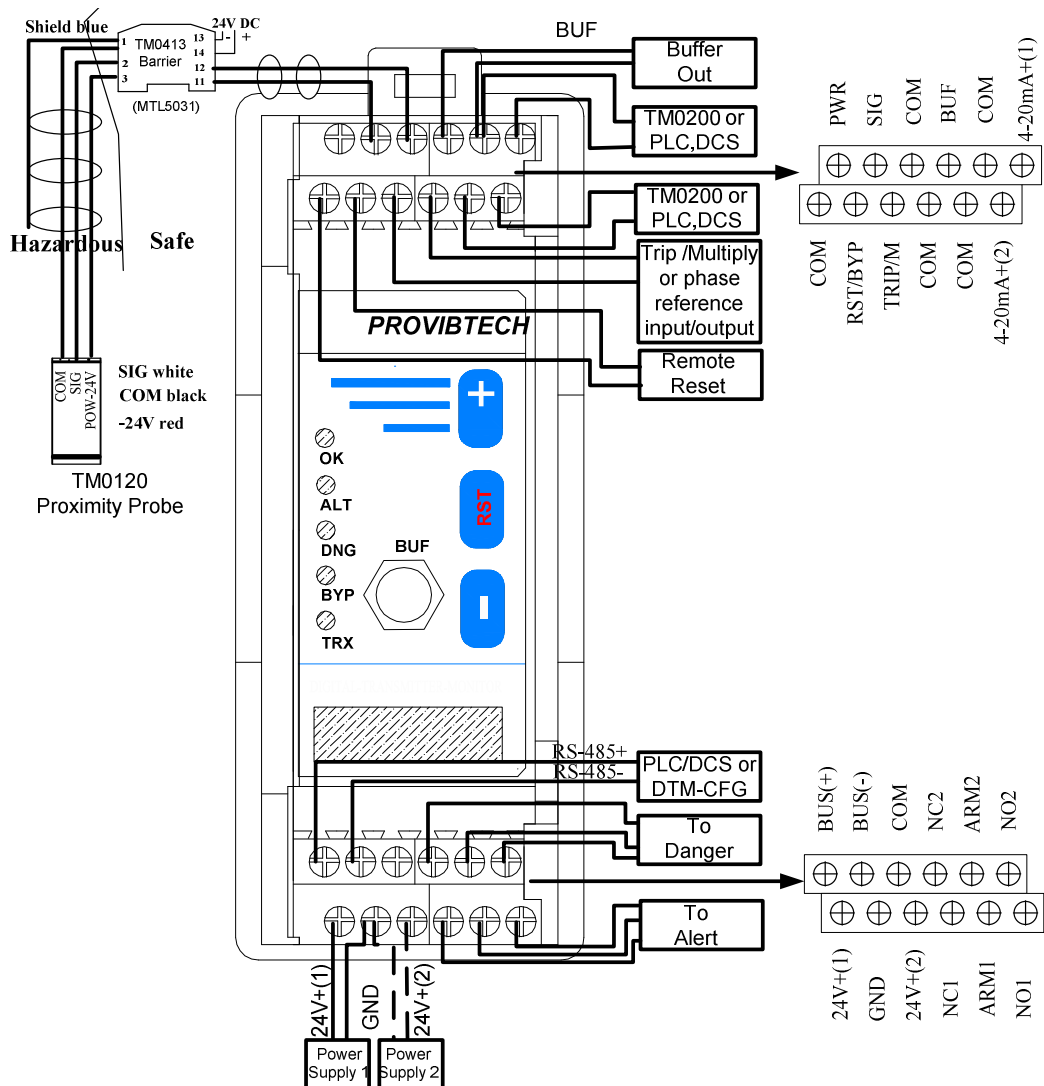 Shield blue
24V DC
- +
1
2
3
TM0413
Barrier
13
14
12
11
(MTL5031)
BUF
Buffer
Out
TM0200 or
PLC,DCS
TM0200 or
PLC,DCS
Trip /Multiply
or phase
reference
input/output
Remote
Reset
PWR
SIG
COM
BUF
COM
4-20mA+(1)
COM
RST/BYP
TRIP/M
COM
COM
4-20mA+(2)
Hazardous
Safe
COM
SIG
POW-24V
SIG white
COM black
-24V red
TM0120
Proximity Probe
PROVIBTECH
+
RST
-
OK
ALT
DNG
BYP
TRX
BUF
RS-485+
RS-485-
PLC/DCS or
DTM-CFG
To
Danger
To
Alert
BUS(+)
BUS(-)
COM
NC2
ARM2
NO2
24V+(1)
GND
24V+(2)
NC1
ARM1
NO1
24V+(1)
GND
24V+(2)
Power
Supply 1
Power
Supply 2